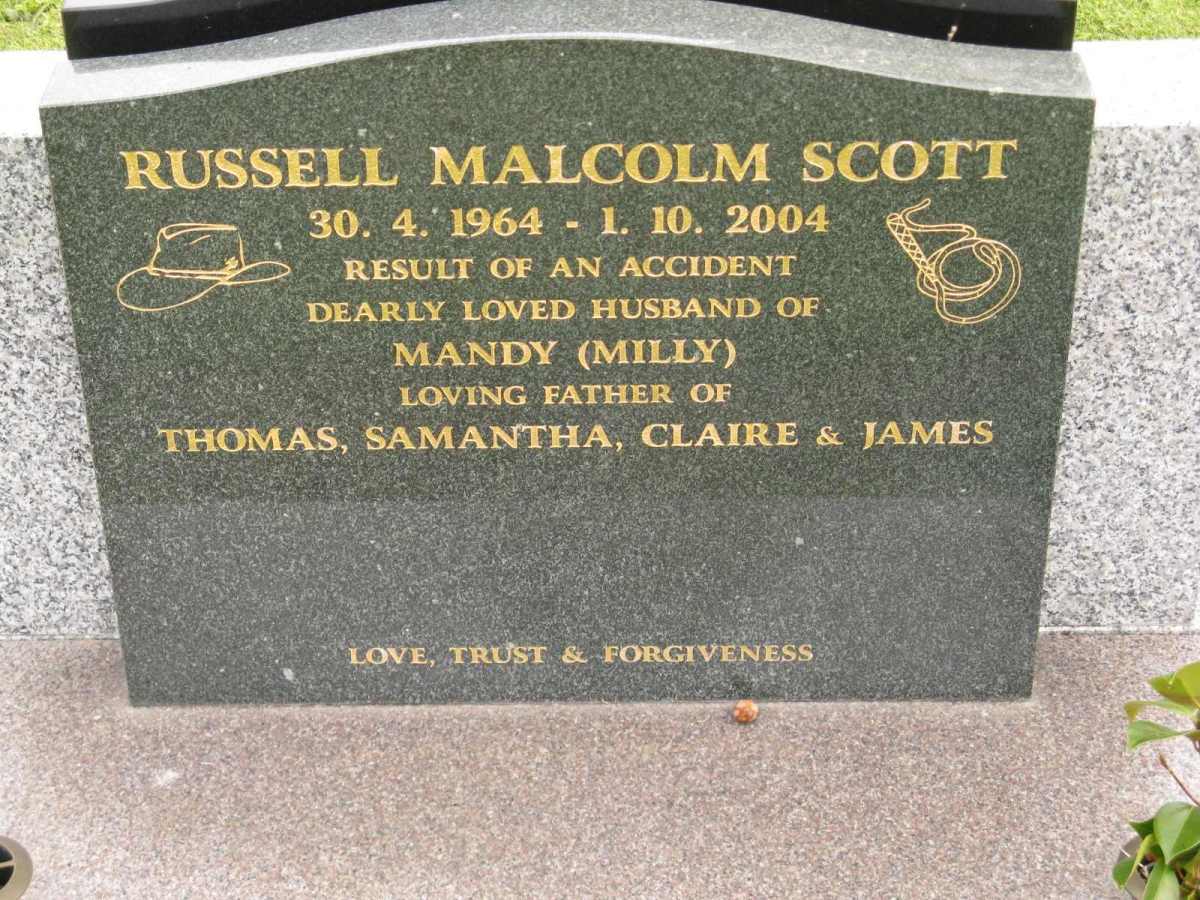 RUSSELL MALCOLM SCOTT
30. 4. 1964 - 1. 10. 2004
RESULT OF AN ACCIDENT
DEARLY LOVED HUSBAND OF
MANDY (MILLY)
LOVING FATHER OF
THOMAS, SAMANTHA, CLAIRE & JAMES
LOVE, TRUST & FORGIVENESS